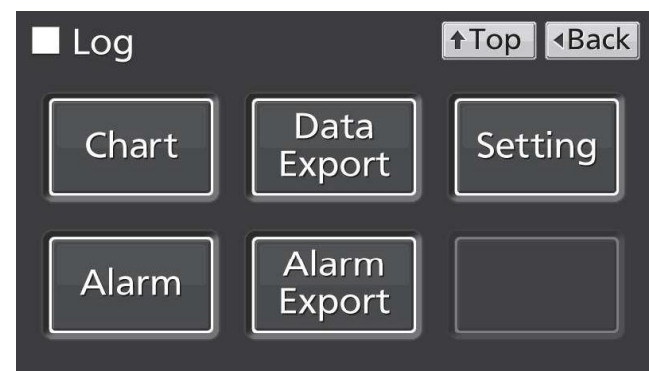 Log
↑Top ◂Back
Chart
Data
Export
Setting
Alarm
Alarm
Export